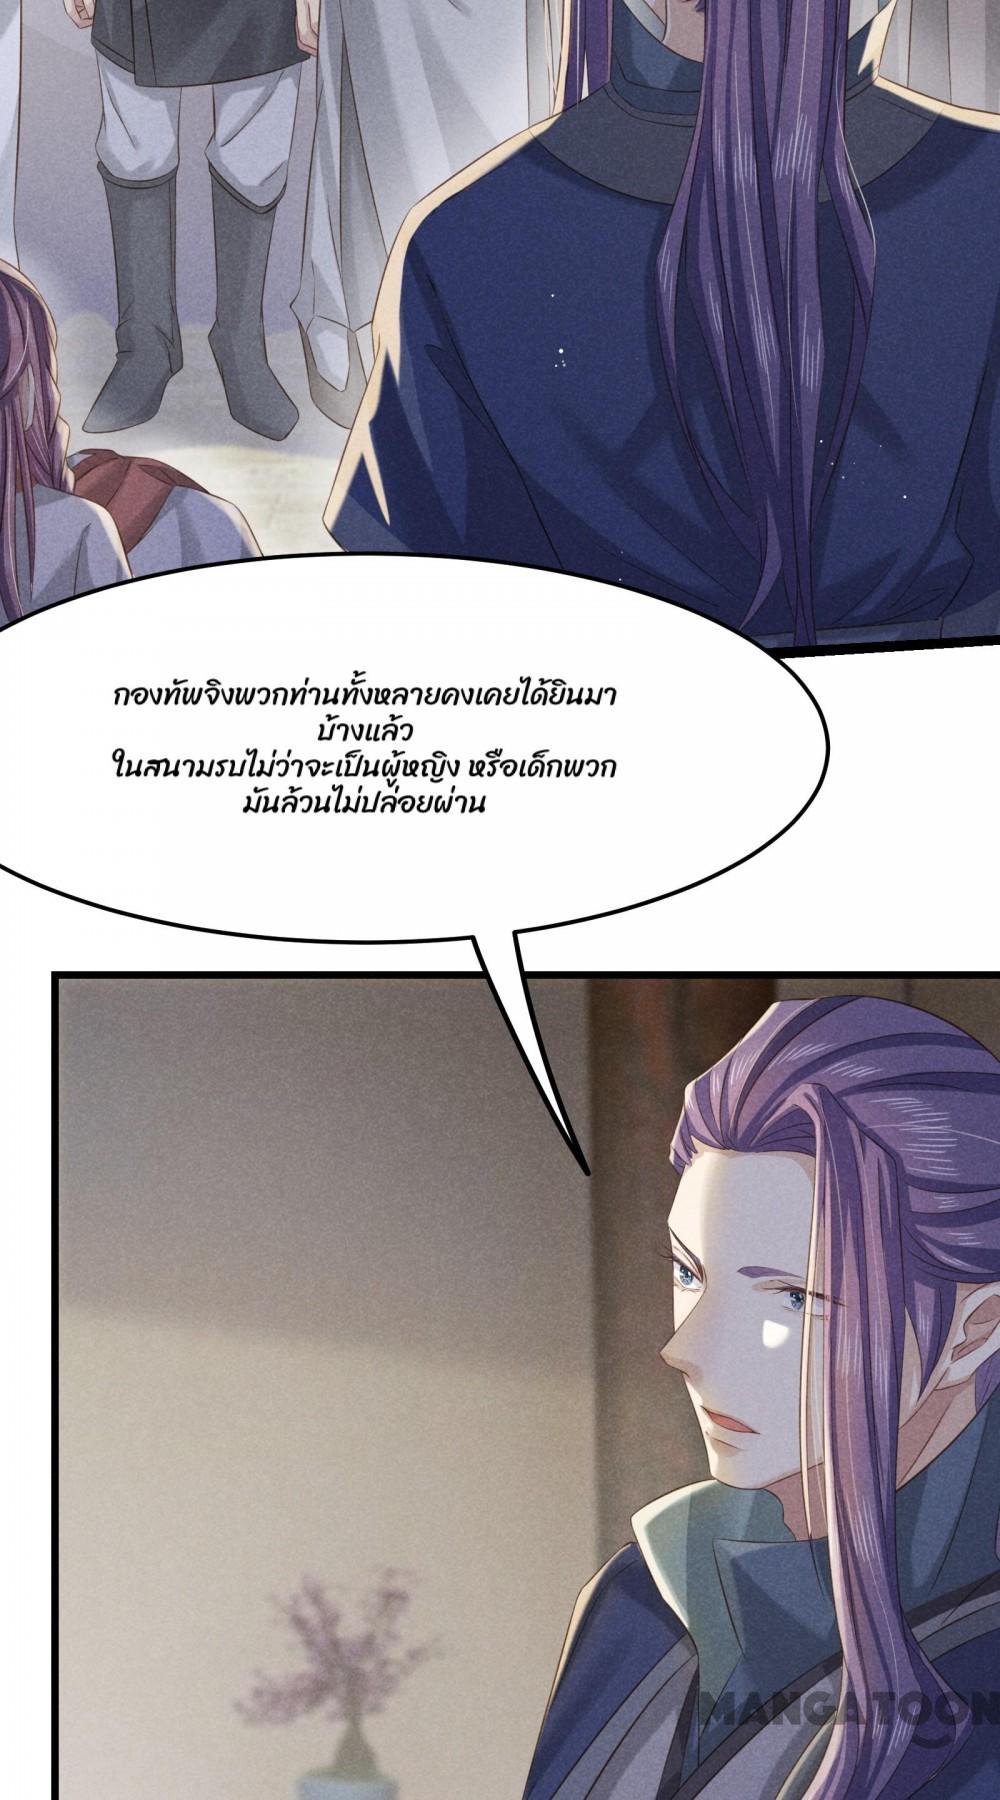 กองทัพจิงพวกท่านทั้งหลายคงเคยได้ยินมา
บ้างแล้ว
ในสนามรบไม่ว่าจะเป็นผู้หญิง หรือเด็กพวก
มันล้วนไม่ปล่อยผ่าน
MANGATOON